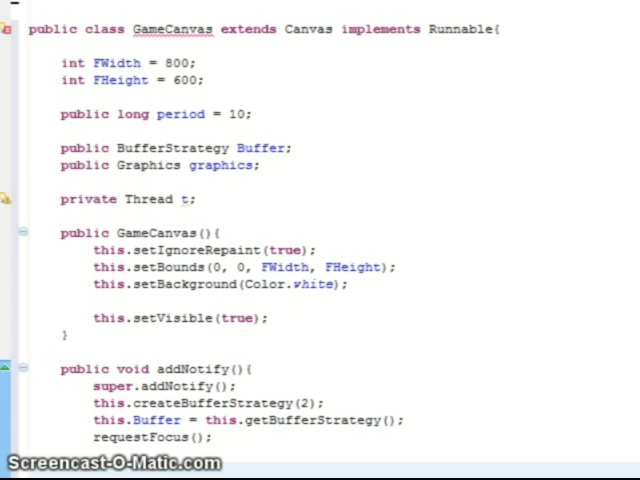 public class GameCanvas extends Canvas implements Runnable{
int FWidth = 800;
int FHeight = 600;
public long period = 10;
public BufferStrategy Buffer;
public Graphics graphics;
private Thread t;
public GameCanvas(){
this.setIgnoreRepaint(true);
this.setBounds(0, 0, FWidth, FHeight);
this.setBackground(Color.white);
this.setVisible(true);
}
public void addNotify(){
super.addNotify();
this.createBufferStrategy(2);
this.Buffer = this.getBufferStrategy();
requestFocus();
Screencast-O-Matic.com